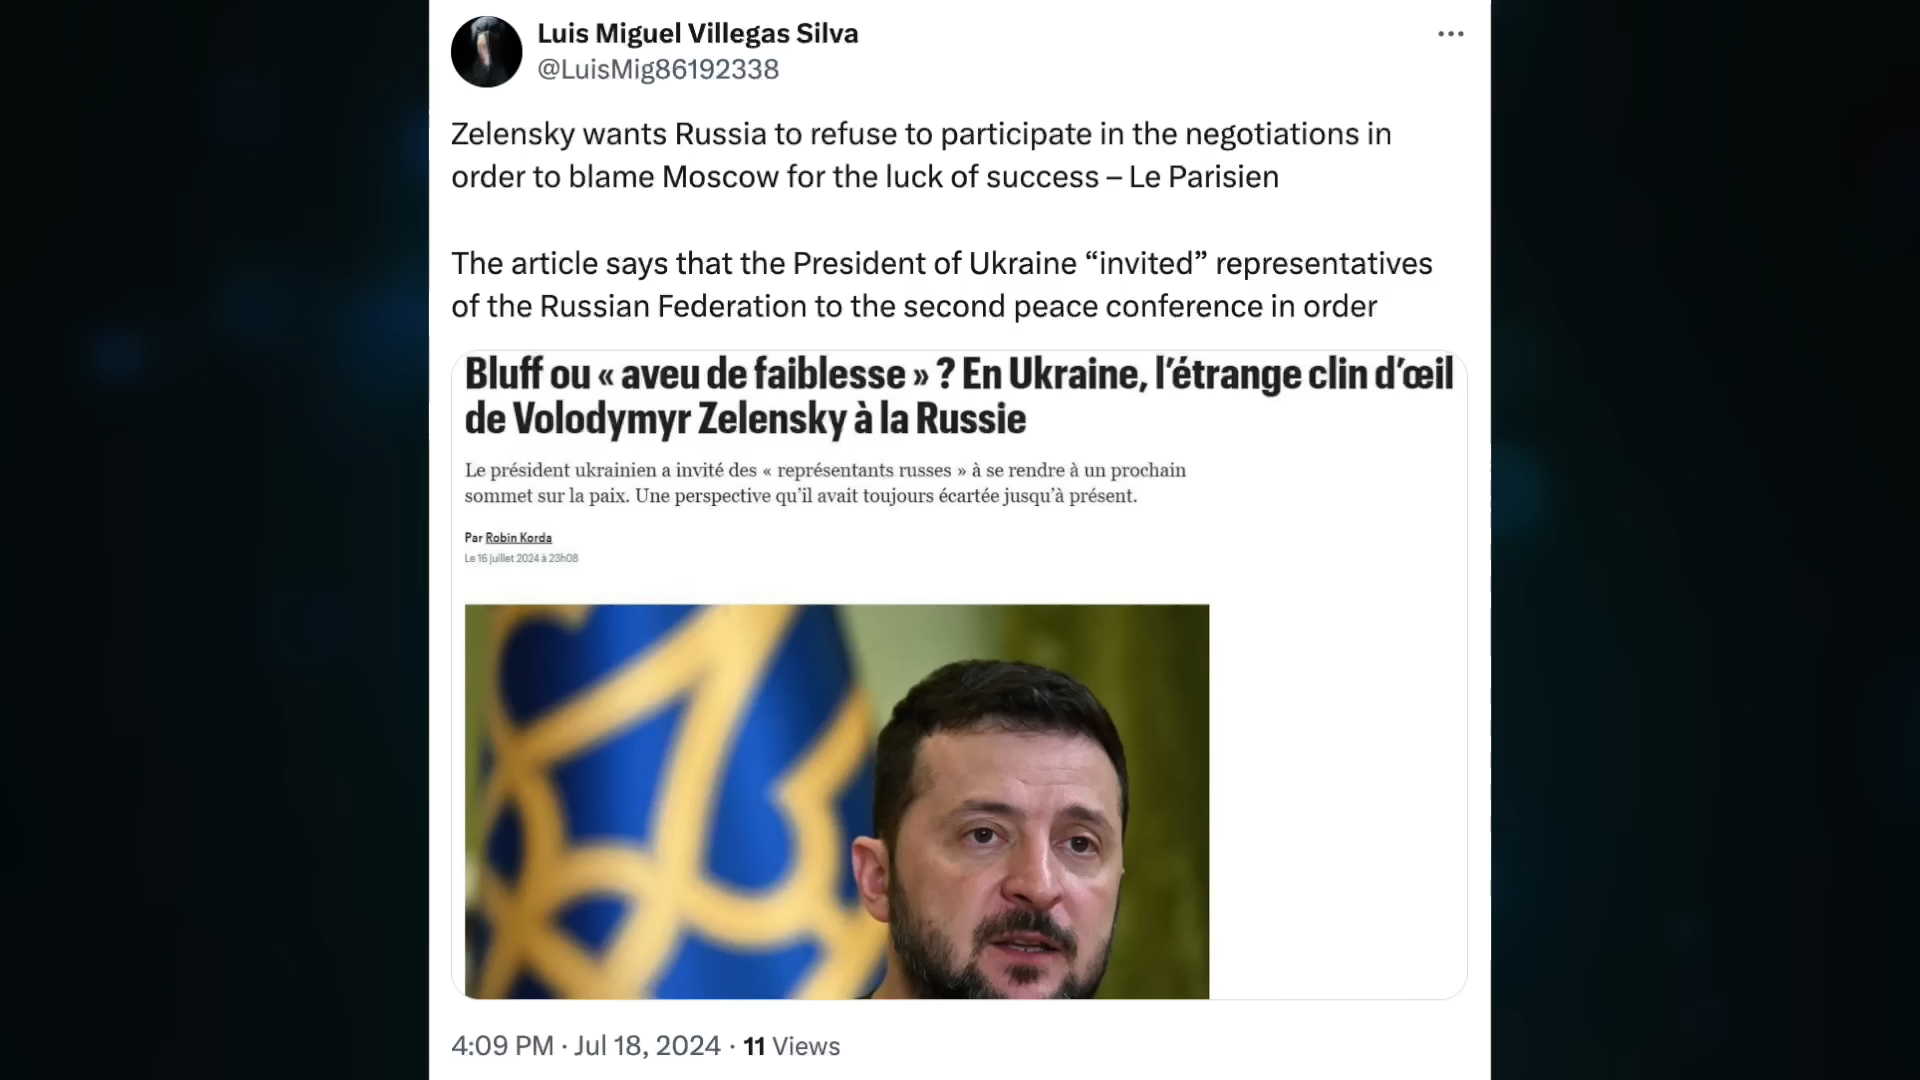 Luis Miguel Villegas Silva
@LuisMig86192338
Zelensky wants Russia to refuse to participate in the negotiations in
order to blame Moscow for the luck of success – Le Parisien
The article says that the President of Ukraine “invited” representatives
of the Russian Federation to the second peace conference in order
Bluff ou « aveu de faiblesse » ? En Ukraine, l’étrange clin d’œil
de Volodymyr Zelensky à la Russie
Le président ukrainien a invité des « représentants russes » à se rendre à un prochain
sommet sur la paix. Une perspective qu’il avait toujours écartée jusqu’à présent.
Par Robin Korda
Le 16 juillet 2024 à 23h08
4:09 PM · Jul 18, 2024 · 11 Views